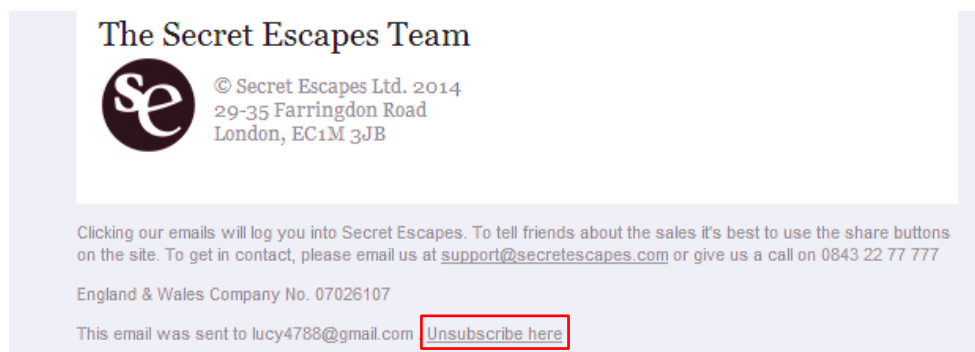 The Secret Escapes Team
se
© Secret Escapes Ltd. 2014
29-35 Farringdon Road
London, EC1M 3JB
Clicking our emails will log you into Secret Escapes. To tell friends about the sales it's best to use the share buttons
on the site. To get in contact, please email us at support@secretescapes.com or give us a call on 0843 22 77 777
England & Wales Company No. 07026107
This email was sent to lucy4788@gmail.com . Unsubscribe here